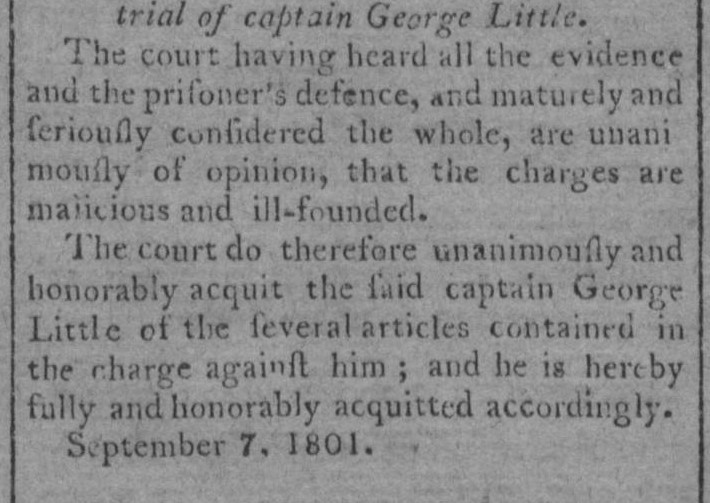 trial of captain George Little.
The court having heard all the evidence
and the priſoner's defence, and maturely and
ſeriouſly conſidered the whole, are unani
mouſly of opinion, that the charges are
malicious and ill-founded.
The court do therefore unanimouſly and
honorably acquit the ſaid captain George
Little of the ſeveral articles contained in
the charge againſt him ; and he is hereby
fully and honorably acquitted accordingly.
September 7, 1801.